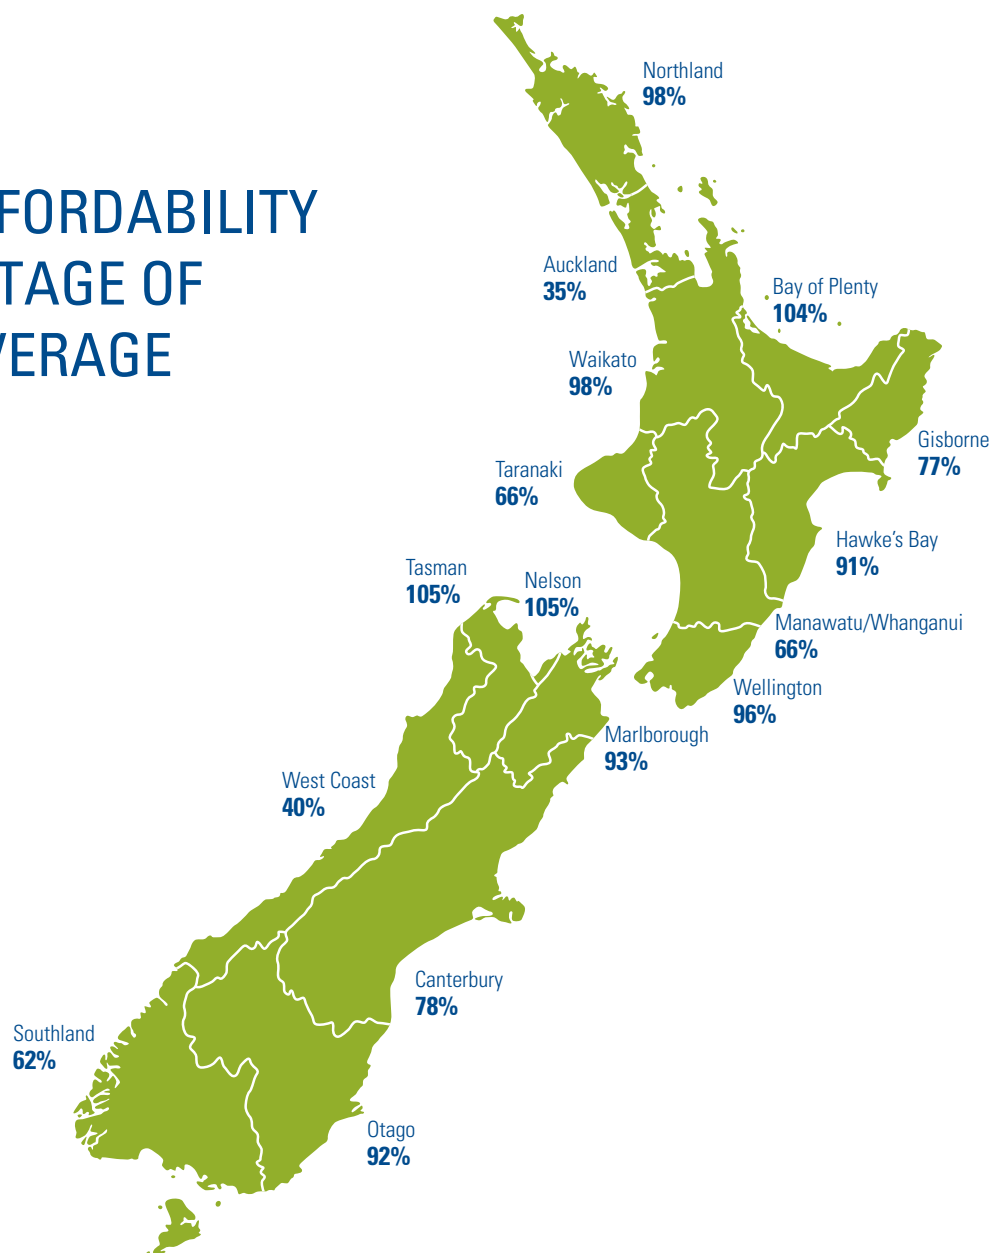 Northland
98%
FORDABILITY
TAGE OF
VERAGE
Auckland
35%
Bay of Plenty
104%
Waikato
98%
Gisborne
77%
Taranaki
66%
Hawke's Bay
91%
Tasman
105%
Nelson
105%
Manawatu/Whanganui
66%
Wellington
96%
Marlborough
93%
West Coast
40%
Canterbury
78%
Southland
62%
Otago
92%